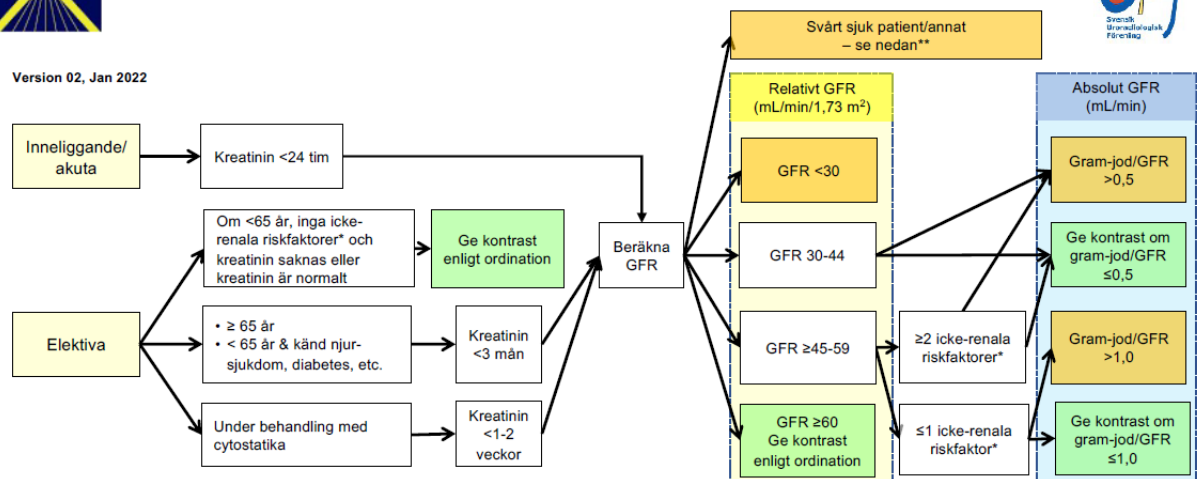 Svensk
Uroradiologisk
Förening
Version 02, Jan 2022
Inneliggande/
akuta
Kreatinin <24 tim
Elektiva
Om <65 år, inga icke-
renala riskfaktorer* och
kreatinin saknas eller
kreatinin är normalt
Ge kontrast
enligt ordination
• ≥ 65 år
• < 65 år & känd njur-
sjukdom, diabetes, etc.
Kreatinin
<3 mån
Under behandling med
cytostatika
Kreatinin
<1-2
veckor
Beräkna
GFR
Svårt sjuk patient/annat
– se nedan**
Relativt GFR
(mL/min/1,73 m²)
GFR <30
GFR 30-44
GFR ≥45-59
GFR ≥60
Ge kontrast
enligt ordination
≥2 icke-renala
riskfaktorer*
≤1 icke-renala
riskfaktor*
Absolut GFR
(mL/min)
Gram-jod/GFR
>0,5
Ge kontrast om
gram-jod/GFR
≤0,5
Gram-jod/GFR
>1,0
Ge kontrast om
gram-jod/GFR
≤1,0